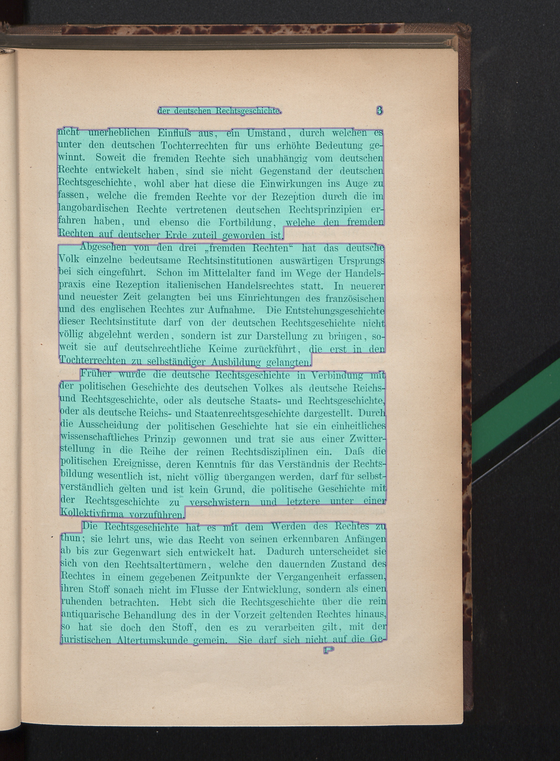 der deutschen Rechtsgeschichte. 3
nicht unerheblichen Einfluß aus, ein Umstand, durch welchen es
unter den deutschen Tochterrechten für uns erhöhte Bedeutung ge-
winnt. Soweit die fremden Rechte sich unabhängig vom deutschen
Rechte entwickelt haben, sind sie nicht Gegenstand der deutschen
Rechtsgeschichte, wohl aber hat diese die Einwirkungen ins Auge zu
fassen, welche die fremden Rechte vor der Rezeption durch die im
langobardischen Rechte vertretenen deutschen Rechtsprinzipien er-
fahren haben, und ebenso die Fortbildung, welche den fremden
Rechten auf deutscher Erde zuteil geworden ist.
Abgesehen von den drei „fremden Rechten“ hat das deutsche
Volk einzelne bedeutsame Rechtsinstitutionen auswärtigen Ursprungs
bei sich eingeführt. Schon im Mittelalter fand im Wege der Handels-
praxis eine Rezeption italienischen Handelsrechtes statt. In neuerer
und neuester Zeit gelangten bei uns Einrichtungen des französischen
und des englischen Rechtes zur Aufnahme. Die Entstehungsgeschichte
dieser Rechtsinstitute darf von der deutschen Rechtsgeschichte nicht
völlig abgelehnt werden, sondern ist zur Darstellung zu bringen, so-
weit sie auf deutschrechtliche Keime zurückführt, die erst in den
Tochterrechten zu selbständiger Ausbildung gelangten.
Früher wurde die deutsche Rechtsgeschichte in Verbindung mit
der politischen Geschichte des deutschen Volkes als deutsche Reichs-
und Rechtsgeschichte, oder als deutsche Staats- und Rechtsgeschichte,
oder als deutsche Reichs- und Staatenrechtsgeschichte dargestellt. Durch
die Ausscheidung der politischen Geschichte hat sie ein einheitliches
wissenschaftliches Prinzip gewonnen und trat sie aus einer Zwitter-
stellung in die Reihe der reinen Rechtsdisziplinen ein. Daß die
politischen Ereignisse, deren Kenntnis für das Verständnis der Rechts-
bildung wesentlich ist, nicht völlig übergangen werden, darf für selbst-
verständlich gelten und ist kein Grund, die politische Geschichte mit
der Rechtsgeschichte zu verschwistern und letztere unter einer
Kollektivfirma vorzuführen.
Die Rechtsgeschichte hat es mit dem Werden des Rechtes zu
thun; sie lehrt uns, wie das Recht von seinen erkennbaren Anfängen
ab bis zur Gegenwart sich entwickelt hat. Dadurch unterscheidet sie
sich von den Rechtsaltertümern, welche den dauernden Zustand des
Rechtes in einem gegebenen Zeitpunkte der Vergangenheit erfassen,
ihren Stoff sonach nicht im Flusse der Entwicklung, sondern als einen
ruhenden betrachten. Hebt sich die Rechtsgeschichte über die rein
antiquarische Behandlung des in der Vorzeit geltenden Rechtes hinaus,
so hat sie doch den Stoff, den es zu verarbeiten gilt, mit der
juristischen Altertumskunde gemein. Sie darf sich nicht auf die Ge-